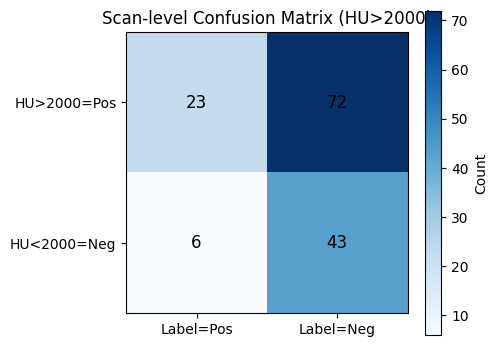 Scan-level Confusion Matrix (HU>2000)
HU>2000=Pos
23
72
HU<2000=Neg
6
43
Label=Pos
Label=Neg
70
60
50
40
30
20
10
Count